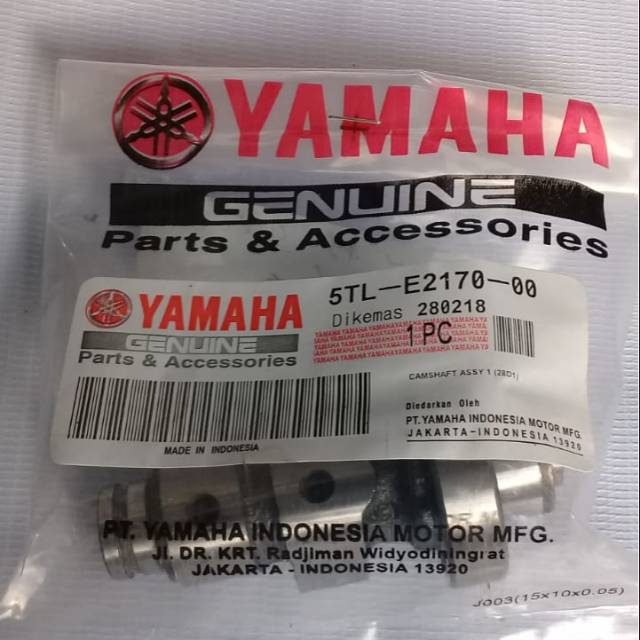 YAMAHA
GENUINE
Parts & Accessories
YAMAHA
GENUINE
Parts & Accessories
MADE IN INDONESIA
5TL-E2170-00
Dikemas 280218
1 PC
CAMSHAFT ASSY 1 (28D1)
Diedarkan Oleh
PT. YAMAHA INDONESIA MOTOR MFG.
JAKARTA-INDONESIA 13920
PT. YAMAHA INDONESIA MOTOR MFG.
Jl. DR. KRT. Radjiman Widyodiningrat
JAKARTA - INDONESIA 13920
J003(15x10x0.05)